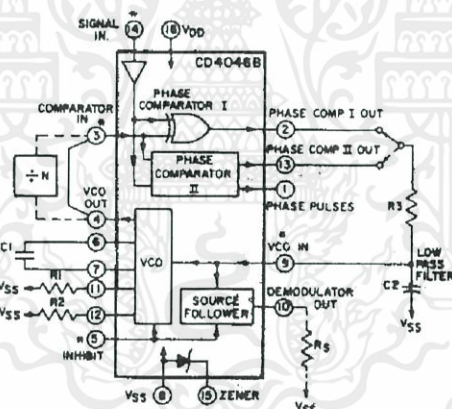 *
SIGNAL IN.
14
16
VDD
CD4046B
PHASE COMPARATOR I
COMPARATOR IN
*
3
PHASE COMP I OUT
2
PHASE COMP II OUT
13
PHASE COMPARATOR II
÷ N
1
PHASE PULSES
VCO OUT
4
R3
6
C1
VCO
*
VCO IN
9
LOW PASS FILTER
7
C2
VSS
R1
11
SOURCE FOLLOWER
10
DEMODULATOR OUT
VSS
R2
12
VSS
* 5
INHIBIT
RS
VSS
8
15
ZENER
VSS